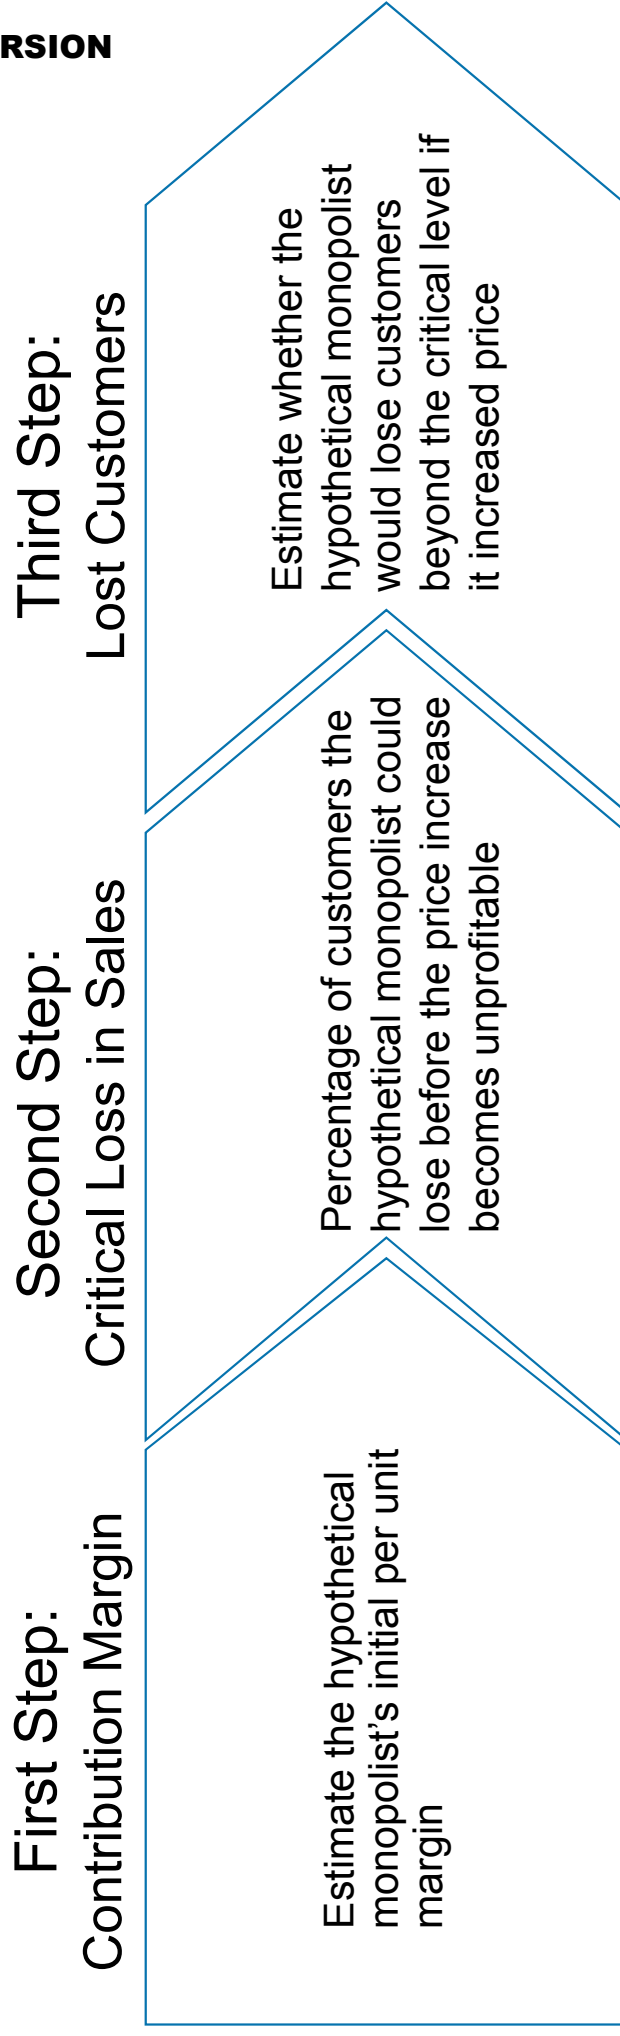 RSION
First Step:
Contribution Margin
Estimate the hypothetical
monopolist’s initial per unit
margin
Second Step:
Critical Loss in Sales
Percentage of customers the
hypothetical monopolist could
lose before the price increase
becomes unprofitable
Third Step:
Lost Customers
Estimate whether the
hypothetical monopolist
would lose customers
beyond the critical level if
it increased price